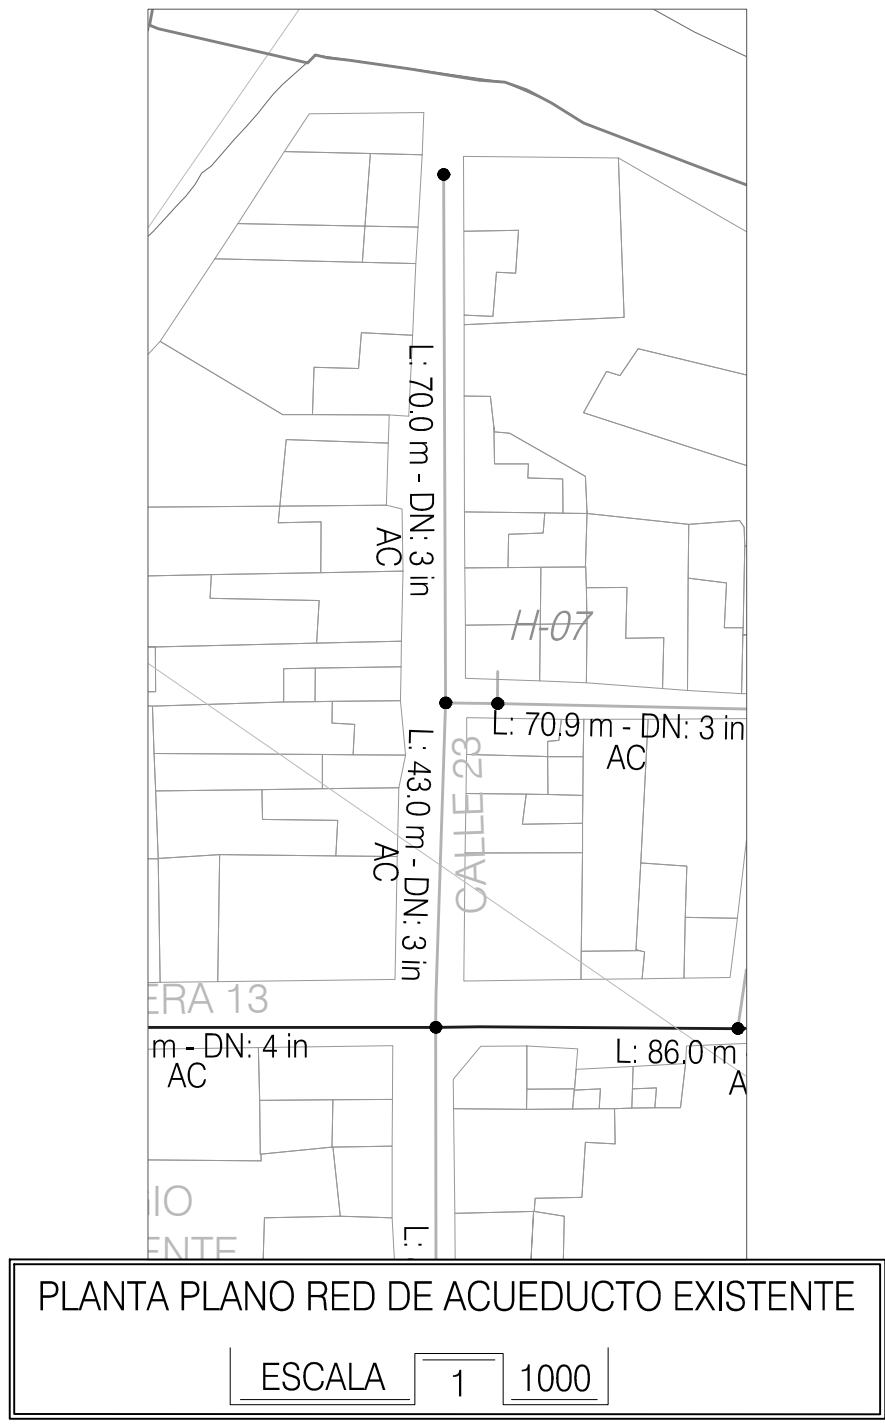 L: 70.0 m - DN: 3 in
AC
H-07
L: 70.9 m - DN: 3 in
AC
L: 43.0 m - DN: 3 in
AC
CALLE 23
ERA 13
m - DN: 4 in
AC
L: 86.0 m
A
IO
ENTE
L:
PLANTA PLANO RED DE ACUEDUCTO EXISTENTE
ESCALA 1 1000